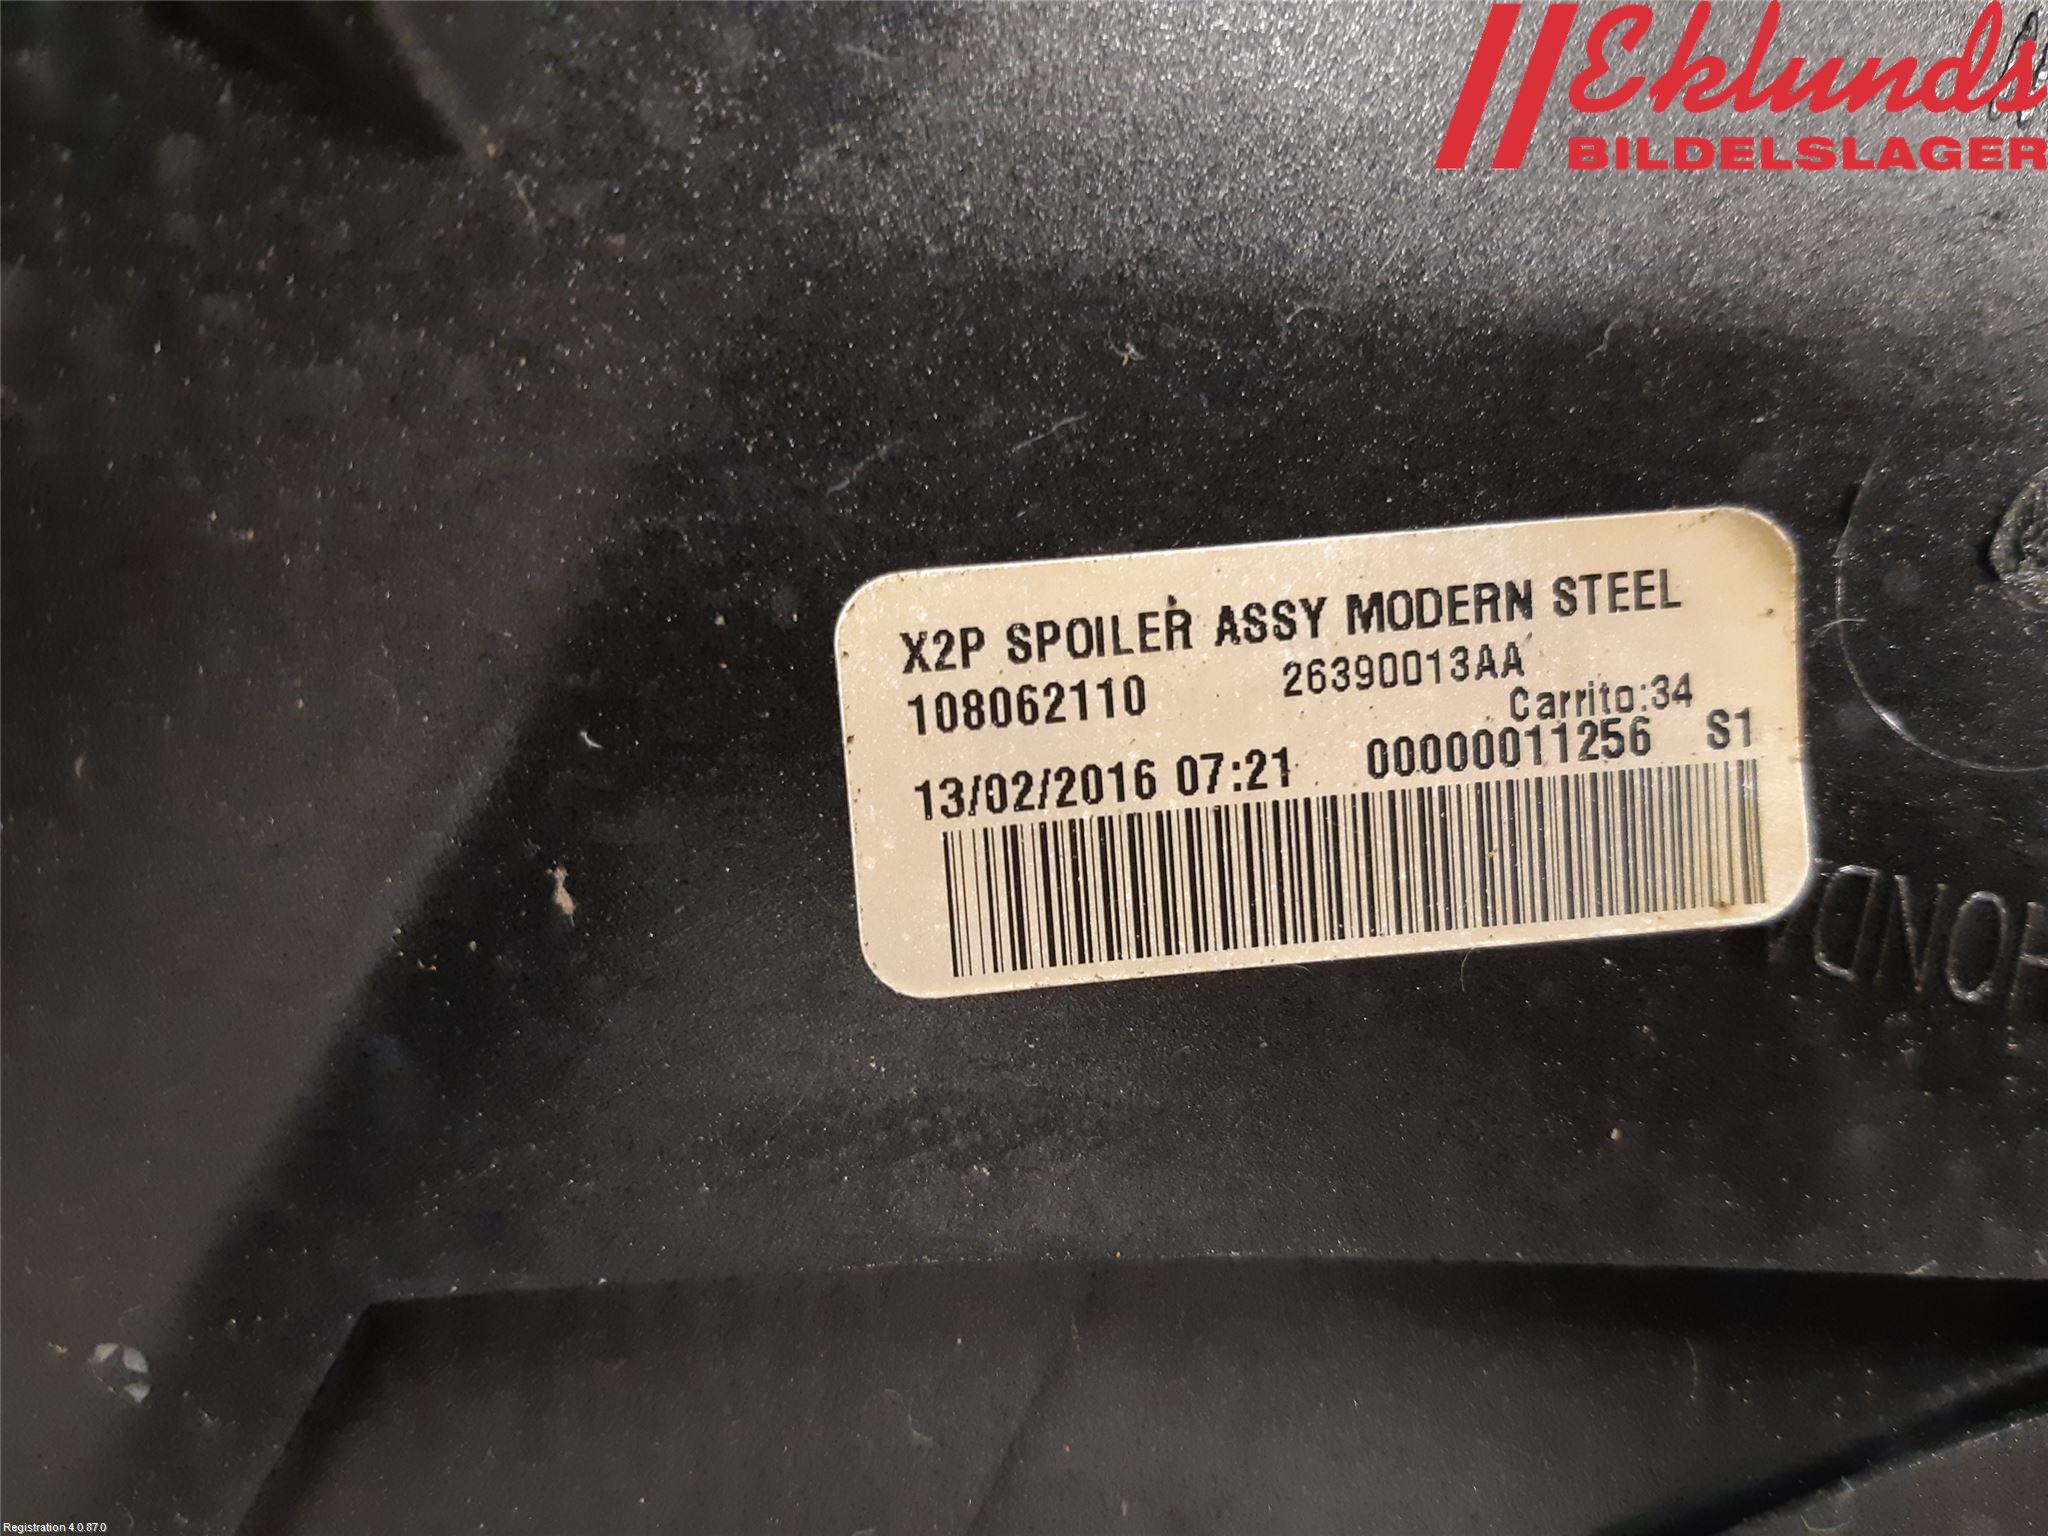 Eklunds
BILDELSLAGER
X2P SPOILER ASSY MODERN STEEL
108062110 26390013AA
Carrito:34
13/02/2016 07:21 00000011256 S1
HONDA
Registration 4.0.87.0